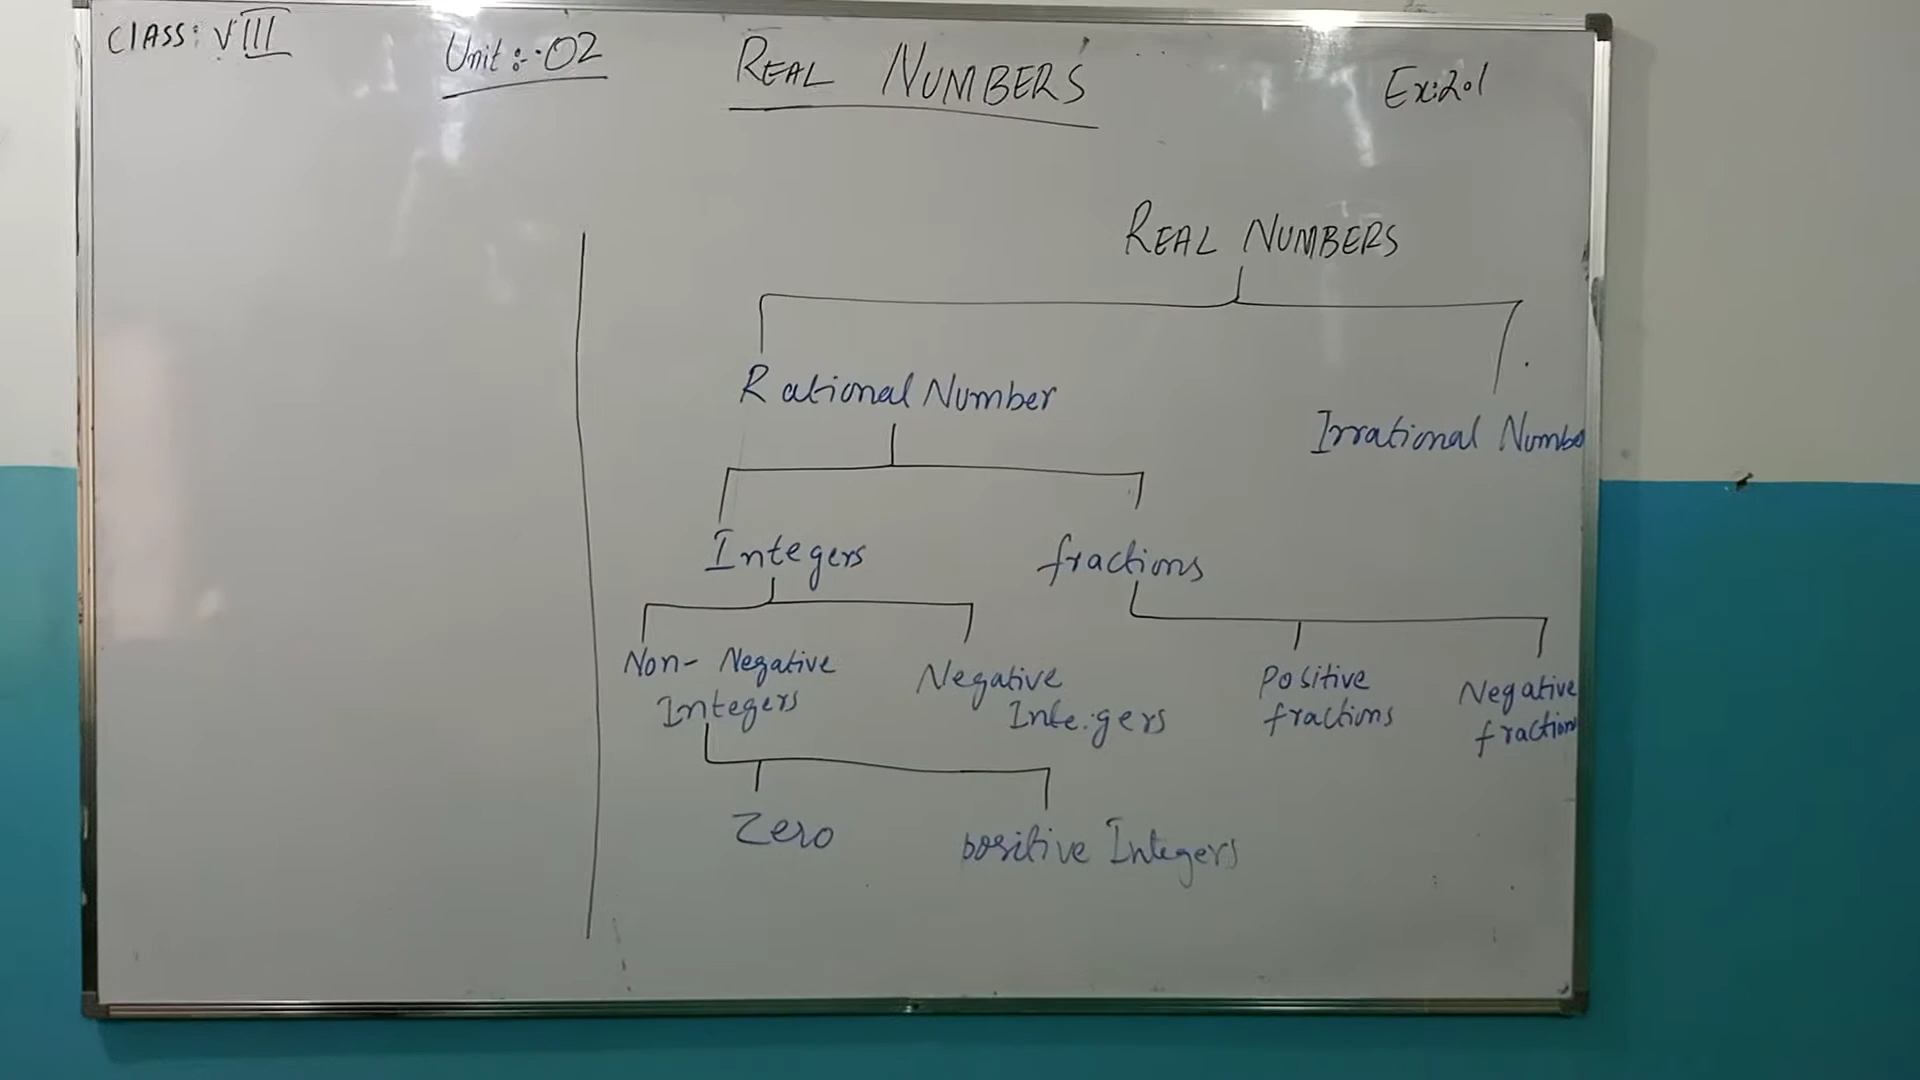 CLASS: VIII
Unit:-02
REAL NUMBERS
Ex:2.1
REAL NUMBERS
Rational Number
Irrational Numbe
Integers
fractions
Non-Negative
Integers
Negative
Integers
Positive
fractions
Negative
fraction
Zero
positive Integers